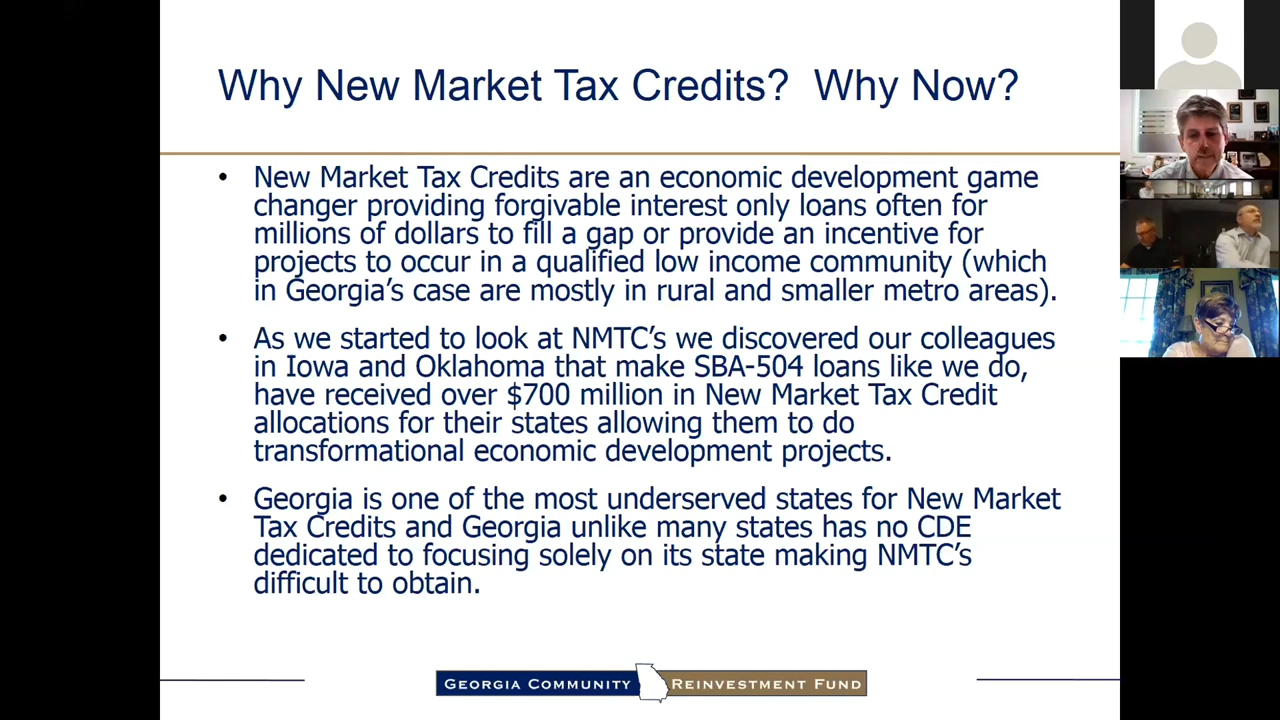 Why New Market Tax Credits?  Why Now?
• New Market Tax Credits are an economic development game
changer providing forgivable interest only loans often for
millions of dollars to fill a gap or provide an incentive for
projects to occur in a qualified low income community (which
in Georgia’s case are mostly in rural and smaller metro areas).
• As we started to look at NMTC’s we discovered our colleagues
in Iowa and Oklahoma that make SBA-504 loans like we do,
have received over $700 million in New Market Tax Credit
allocations for their states allowing them to do
transformational economic development projects.
• Georgia is one of the most underserved states for New Market
Tax Credits and Georgia unlike many states has no CDE
dedicated to focusing solely on its state making NMTC’s
difficult to obtain.
GEORGIA COMMUNITY REINVESTMENT FUND